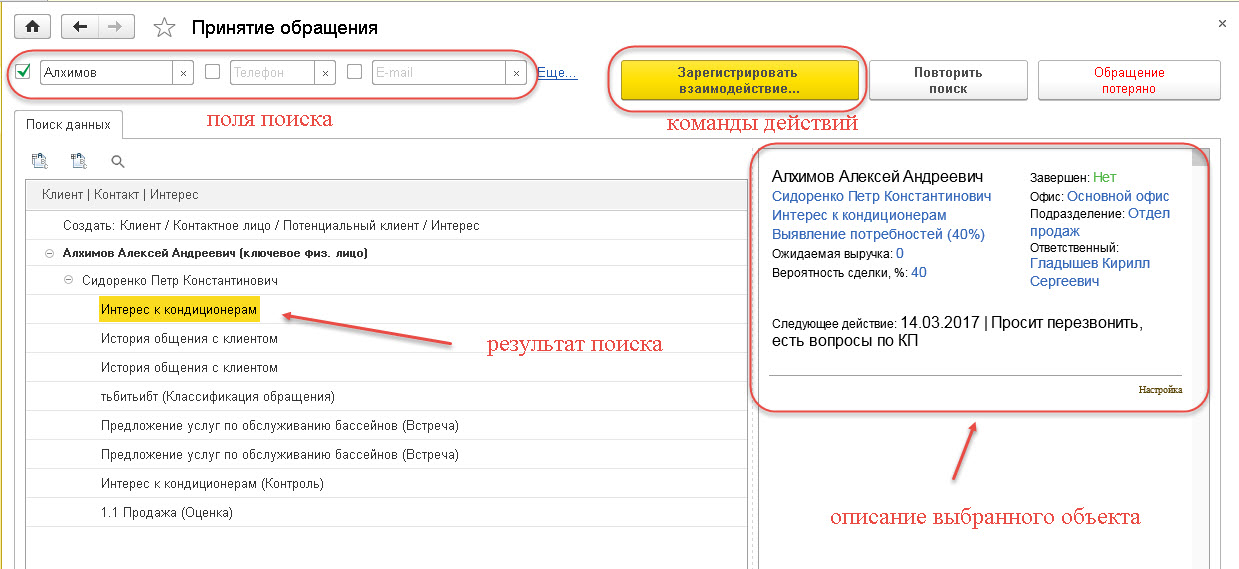 Принятие обращения
Алхимов
Телефон
E-mail
Еще...
Зарегистрировать
взаимодействие...
Повторить
поиск
Обращение
потеряно
поля поиска
команды действий
Поиск данных
Клиент | Контакт | Интерес
Создать: Клиент / Контактное лицо / Потенциальный клиент / Интерес
Алхимов Алексей Андреевич (ключевое физ. лицо)
Сидоренко Петр Константинович
Интерес к кондиционерам
История общения с клиентом
История общения с клиентом
тьбитьибт (Классификация обращения)
Предложение услуг по обслуживанию бассейнов (Встреча)
Предложение услуг по обслуживанию бассейнов (Встреча)
Интерес к кондиционерам (Контроль)
1.1 Продажа (Оценка)
результат поиска
Алхимов Алексей Андреевич
Сидоренко Петр Константинович
Интерес к кондиционерам
Выявление потребностей (40%)
Ожидаемая выручка: 0
Вероятность сделки, %: 40
Завершен: Нет
Офис: Основной офис
Подразделение: Отдел
продаж
Ответственный:
Гладышев Кирилл
Сергеевич
Следующее действие: 14.03.2017 | Просит перезвонить,
есть вопросы по КП
Настройка
описание выбранного объекта